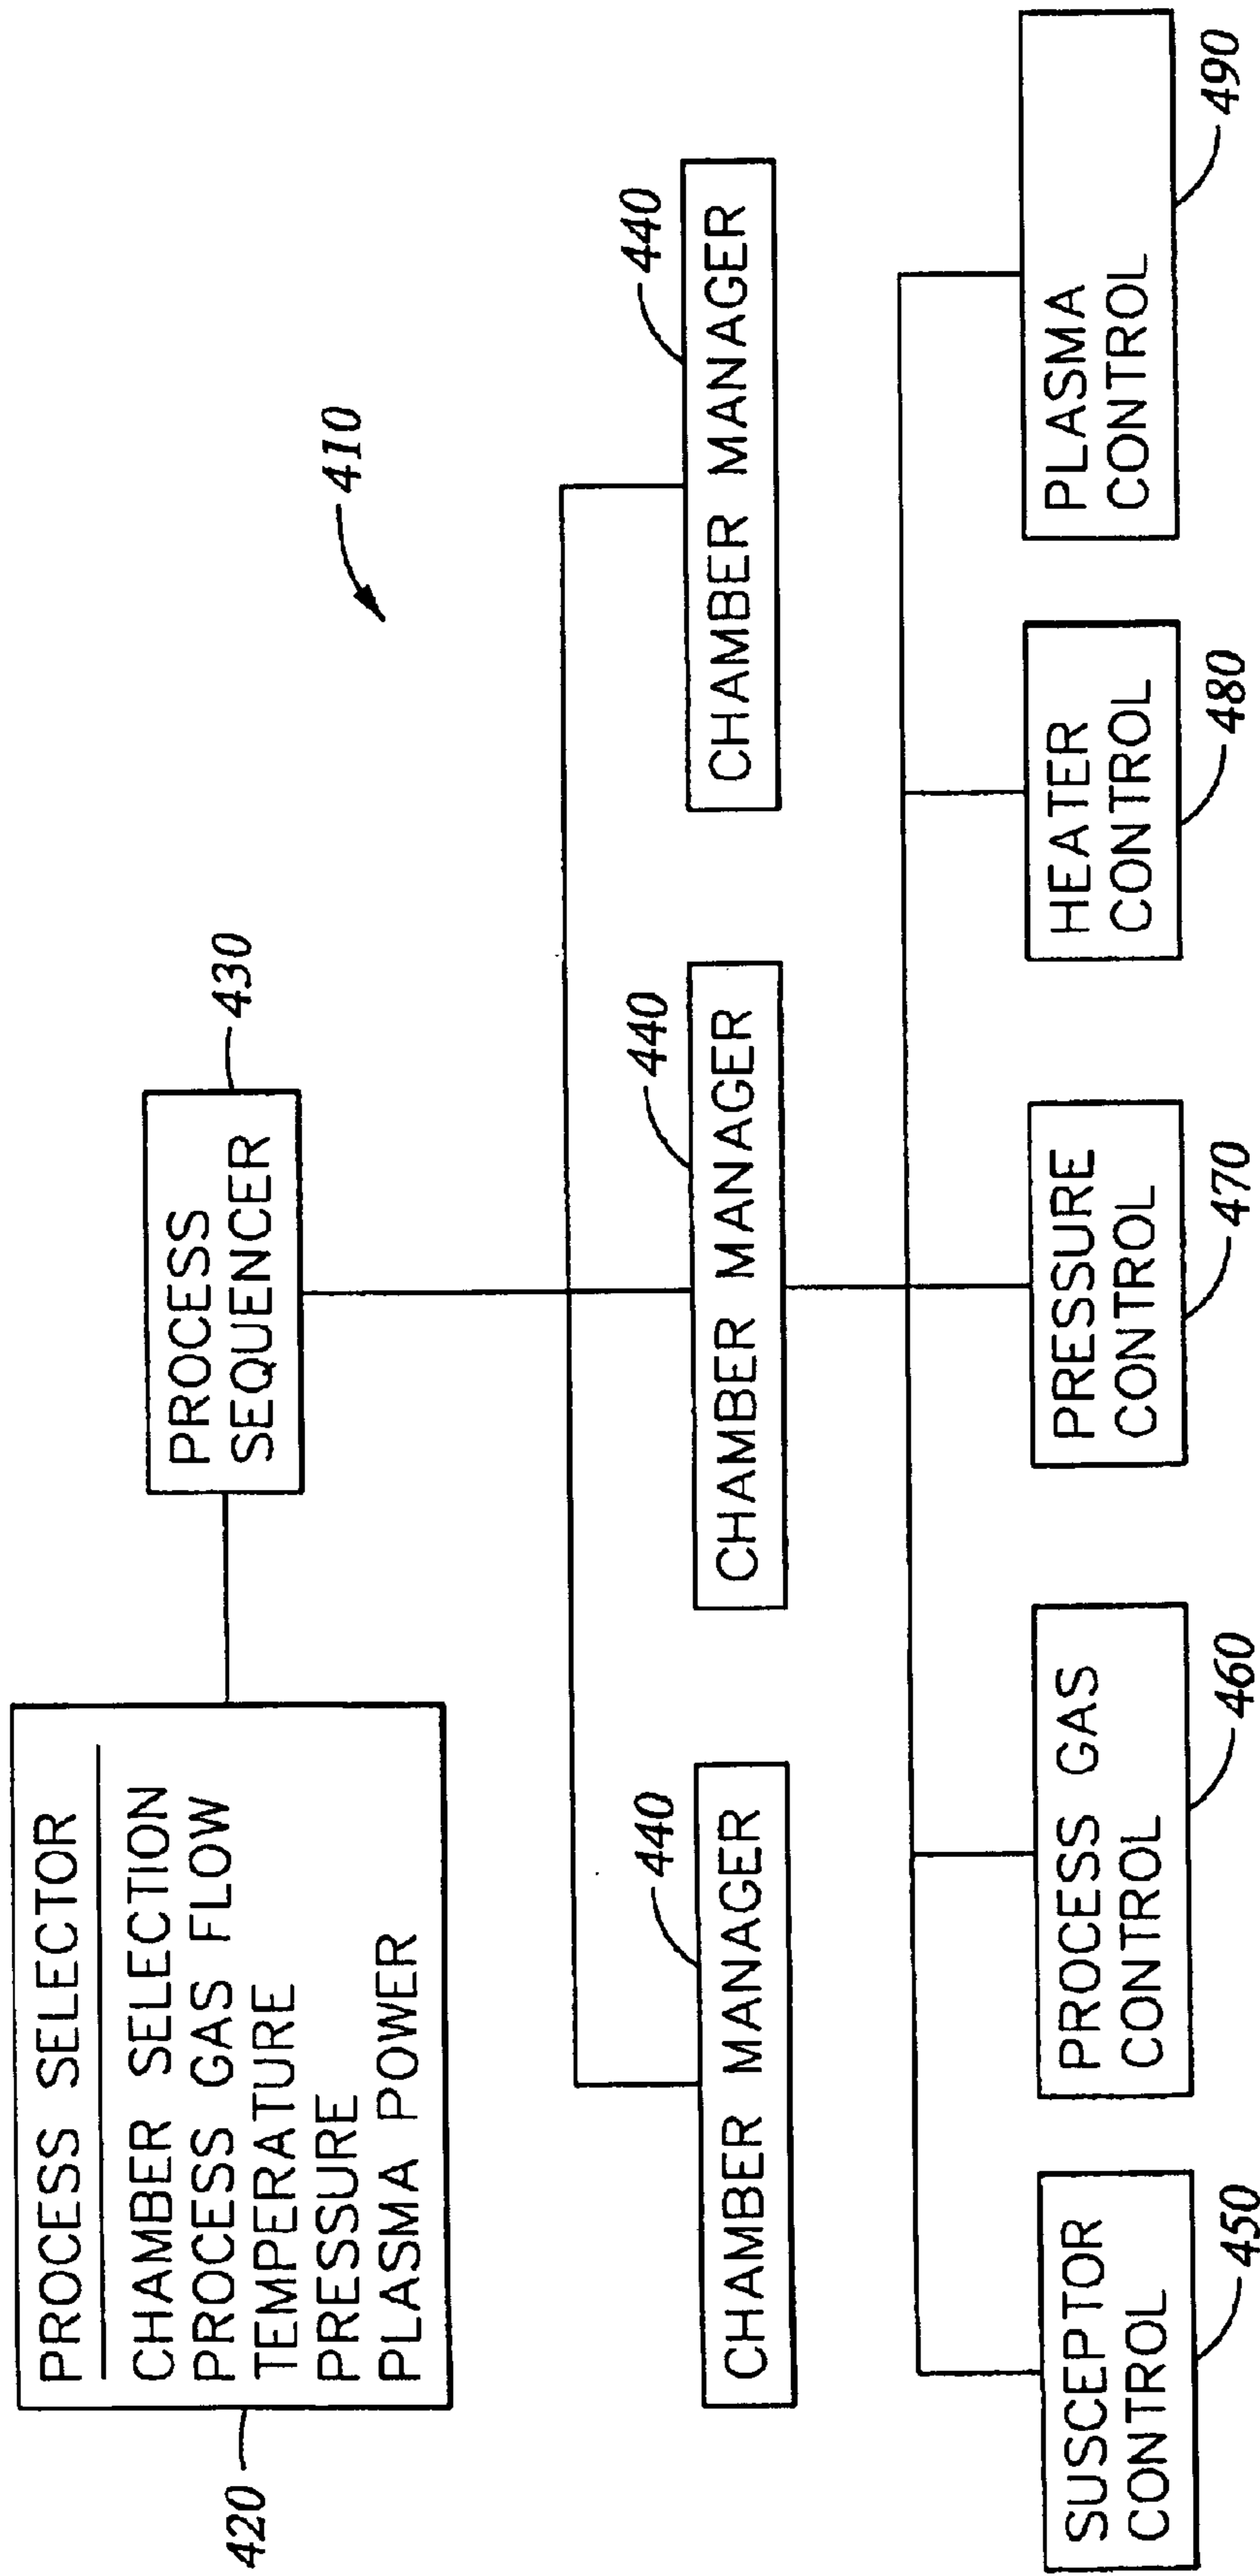 PROCESS SELECTOR
CHAMBER SELECTION
PROCESS GAS FLOW
TEMPERATURE
PRESSURE
PLASMA POWER
420
PROCESS
SEQUENCER
430
410
CHAMBER MANAGER
440
CHAMBER MANAGER
440
CHAMBER MANAGER
440
SUSCEPTOR
CONTROL
450
PROCESS GAS
CONTROL
460
PRESSURE
CONTROL
470
HEATER
CONTROL
480
PLASMA
CONTROL
490